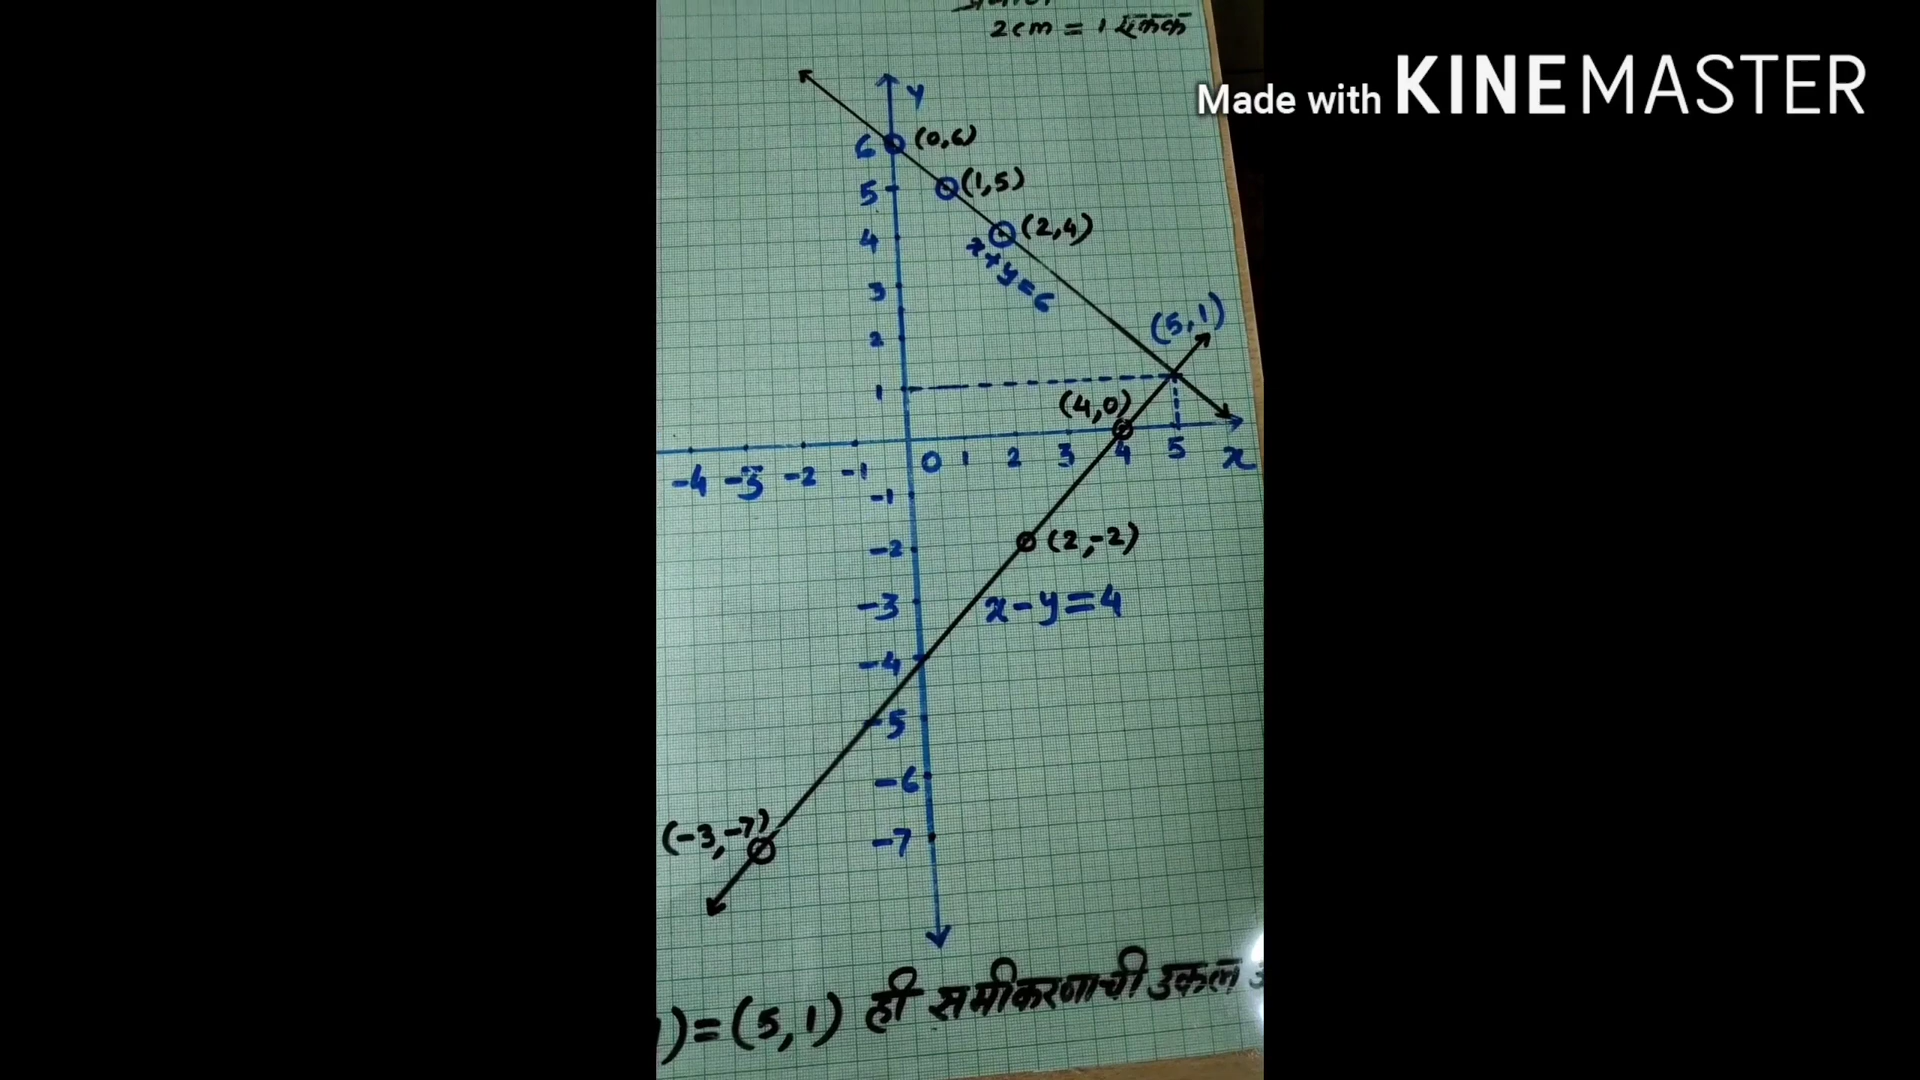 2cm = 1 एकक
Made with KINEMASTER
y
6 (0,6)
5 (1,5)
4 (2,4)
x+y=6
3
(5,1)
2
1
(4,0)
-4 -3 -2 -1 0 1 2 3 4 5 x
-1
-2 (2,-2)
-3 x-y=4
-4
-5
-6
(-3,-7)
-7
)=(5,1) ही समीकरणाची उकल